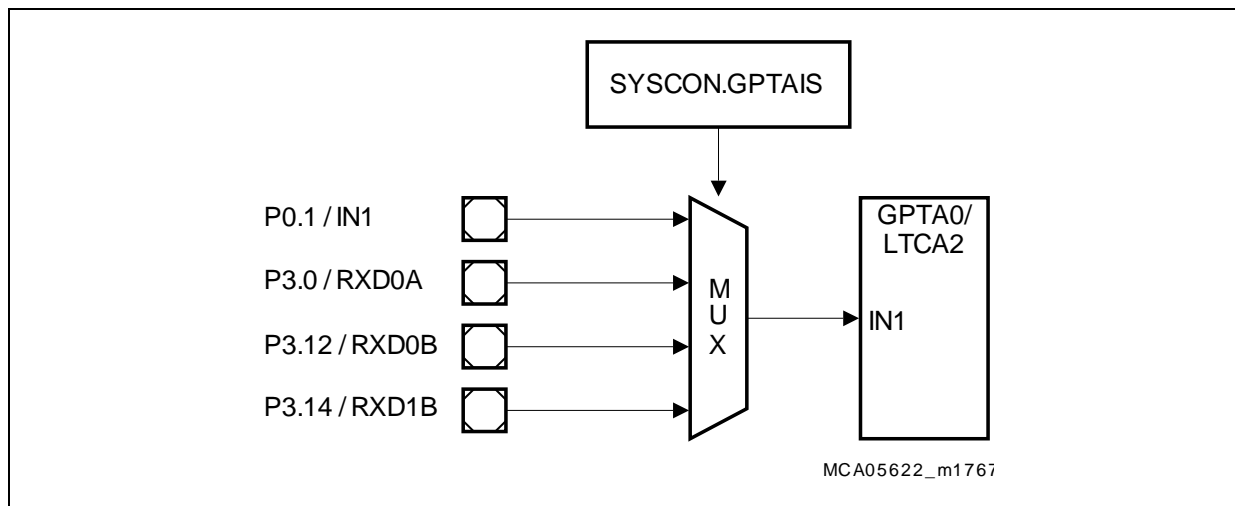 SYSCON.GPTAIS
P0.1 / IN1
P3.0 / RXD0A
P3.12 / RXD0B
P3.14 / RXD1B
M
U
X
GPTA0/
LTCA2
IN1
MCA05622_m1767